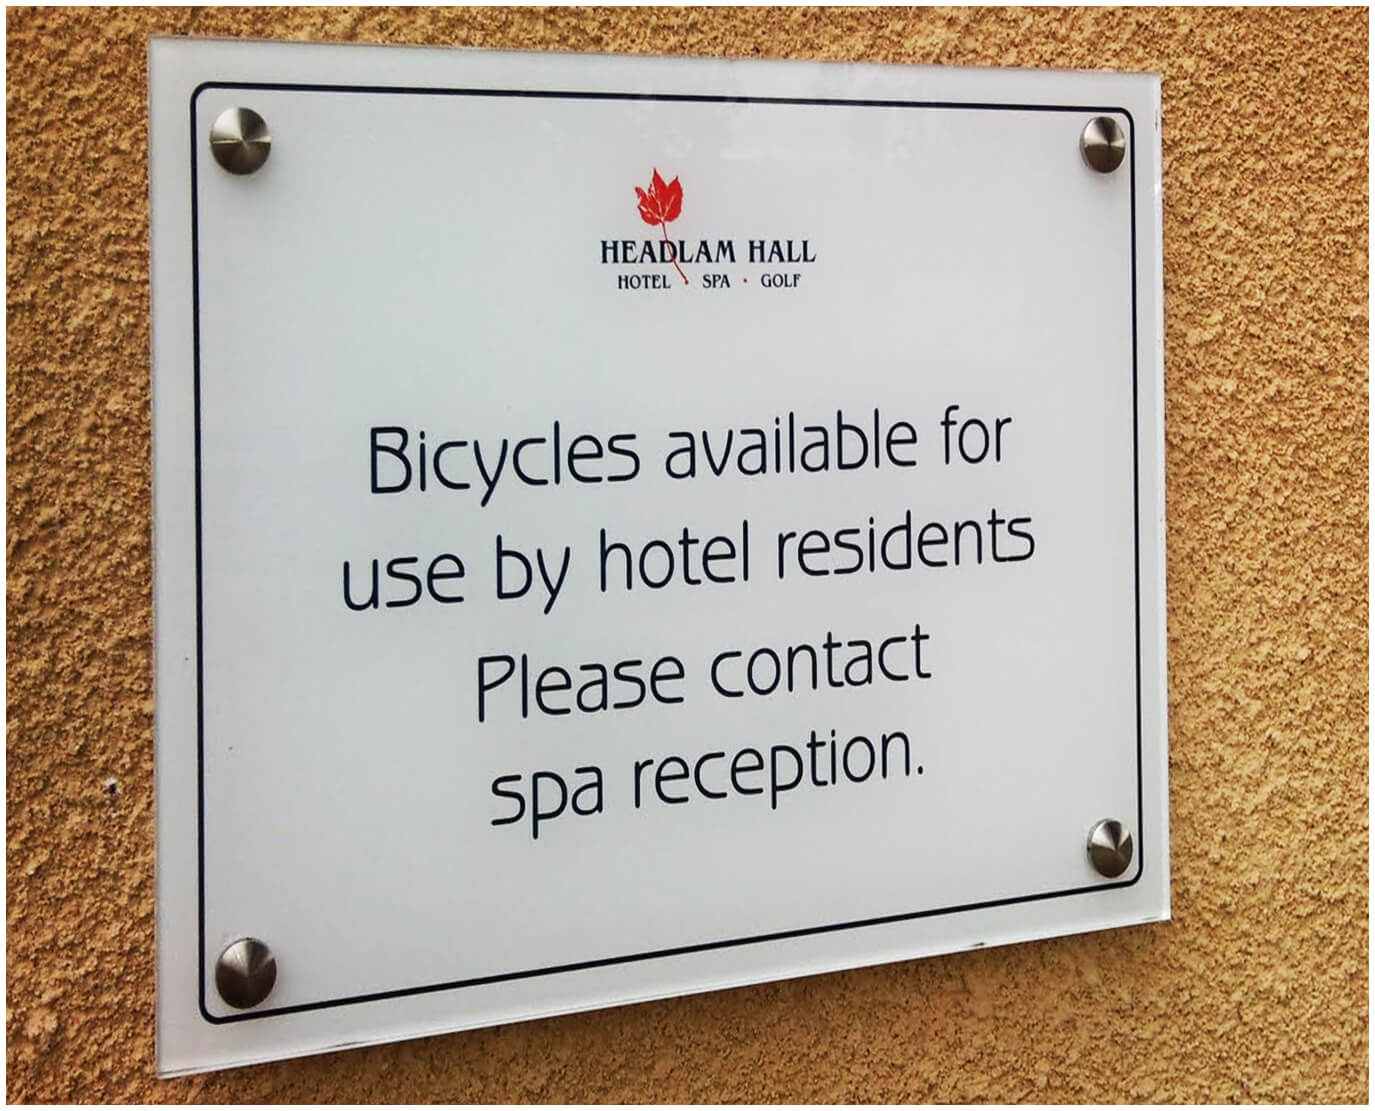 HEADLAM HALL
HOTEL · SPA · GOLF
Bicycles available for
use by hotel residents
Please contact
spa reception.